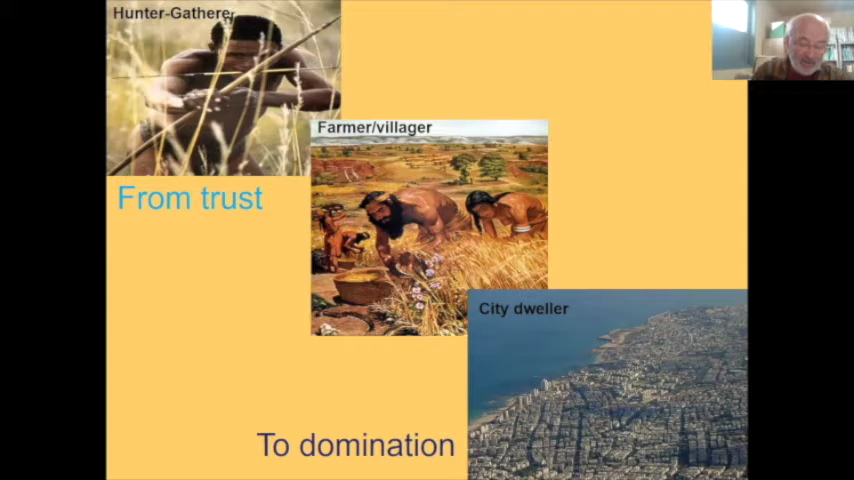 Hunter-Gatherer
Farmer/villager
From trust
City dweller
To domination